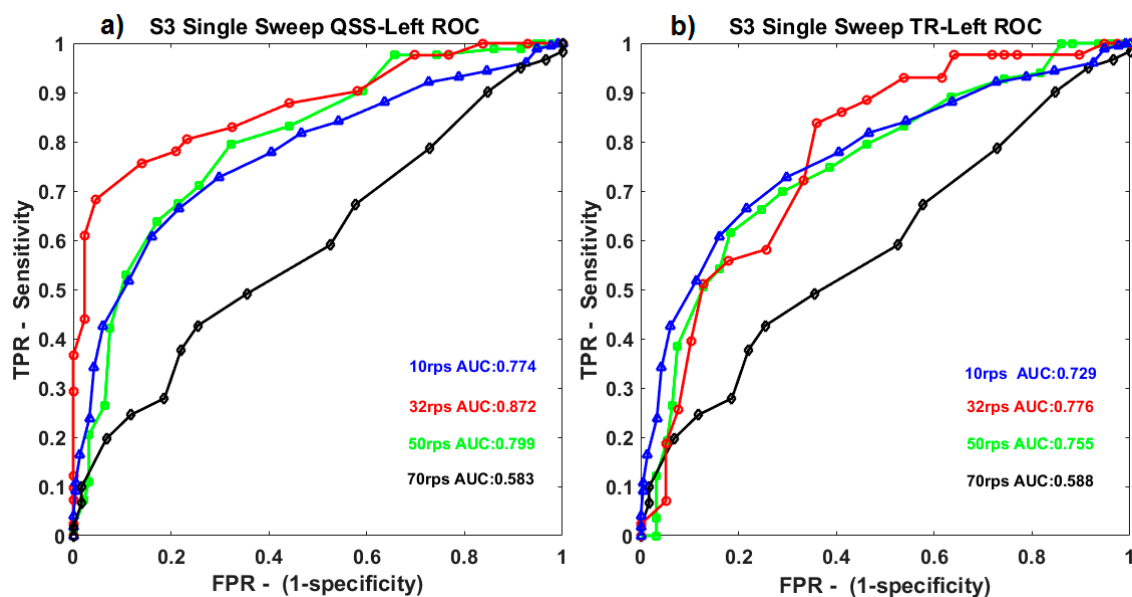 a) S3 Single Sweep QSS-Left ROC
1
0.9
0.8
0.7
0.6
0.5
0.4
0.3
0.2
0.1
0
TPR - Sensitivity
10rps AUC:0.774
32rps AUC:0.872
50rps AUC:0.799
70rps AUC:0.583
0 0.2 0.4 0.6 0.8 1
FPR - (1-specificity)
b) S3 Single Sweep TR-Left ROC
1
0.9
0.8
0.7
0.6
0.5
0.4
0.3
0.2
0.1
0
TPR - Sensitivity
10rps AUC:0.729
32rps AUC:0.776
50rps AUC:0.755
70rps AUC:0.588
0 0.2 0.4 0.6 0.8 1
FPR - (1-specificity)